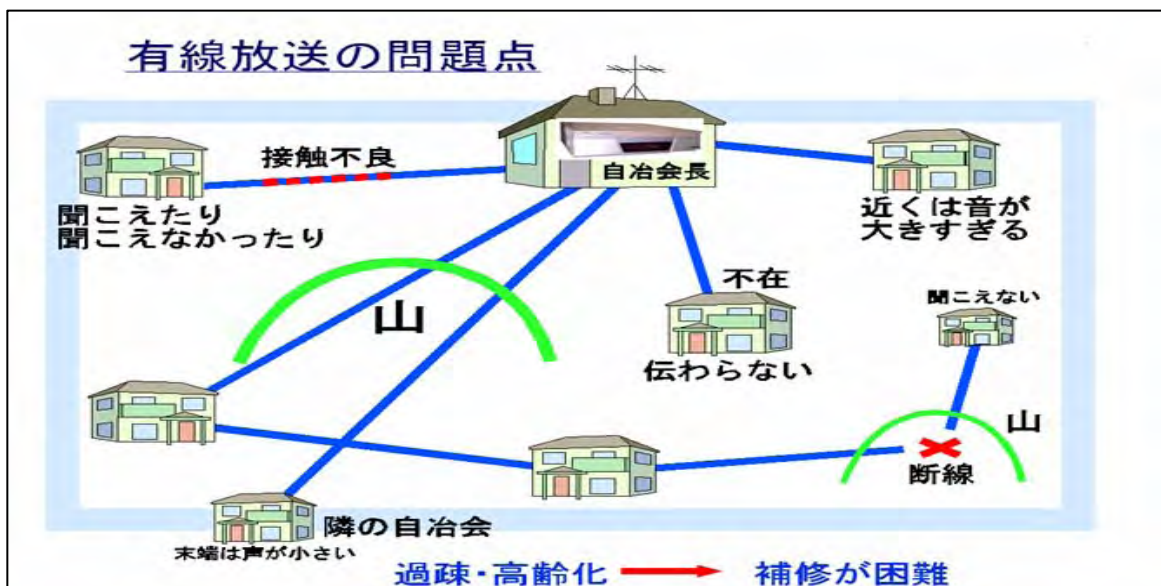 有線放送の問題点
接触不良
自冶会長
聞こえたり
聞こえなかったり
近くは音が
大きすぎる
不在
聞こえない
山
伝わらない
山
断線
隣の自冶会
末端は声が小さい
過疎・高齢化 → 補修が困難